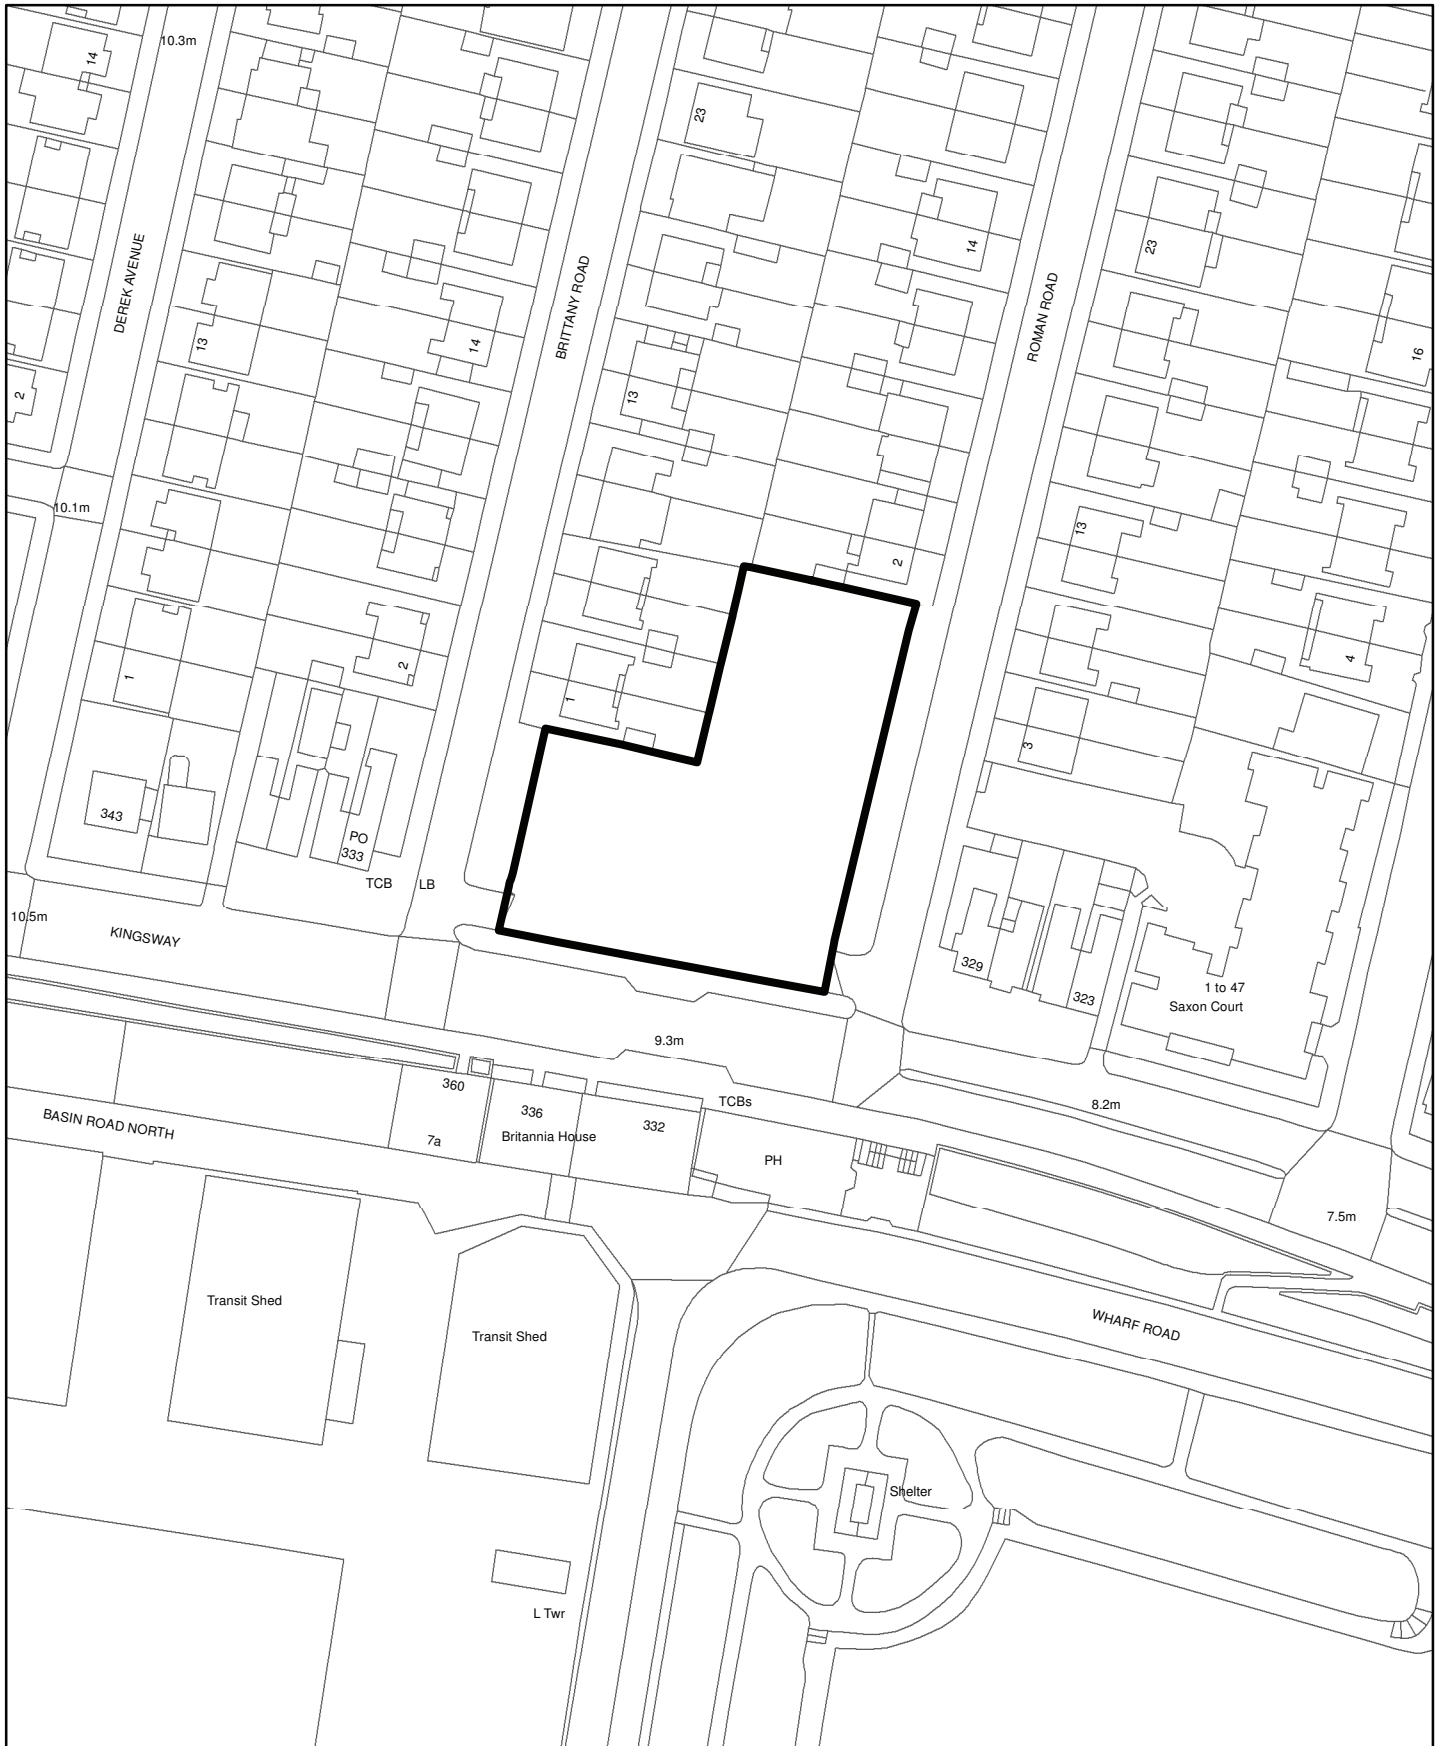 10.3m
14
23
DEREK AVENUE
14
23
BRITTANY ROAD
ROMAN ROAD
13
14
16
2
13
10.1m
13
2
2
4
1
1
3
343
PO
333
TCB
LB
10.5m
KINGSWAY
329
323
1 to 47
Saxon Court
9.3m
360
336
332
TCBs
8.2m
BASIN ROAD NORTH
7a
Britannia House
PH
7.5m
Transit Shed
Transit Shed
WHARF ROAD
Shelter
L Twr